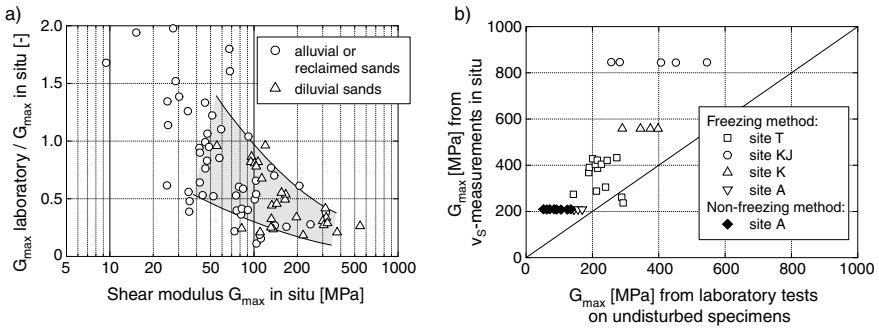 a)
G_max laboratory / G_max in situ [-]
2.0
1.5
1.0
0.5
0
5
10
50
100
500
1000
Shear modulus G_max in situ [MPa]
alluvial or
reclaimed sands
diluvial sands
b)
G_max [MPa] from
v_S-measurements in situ
1000
800
600
400
200
0
0
200
400
600
800
1000
G_max [MPa] from laboratory tests
on undisturbed specimens
Freezing method:
site T
site KJ
site K
site A
Non-freezing method:
site A